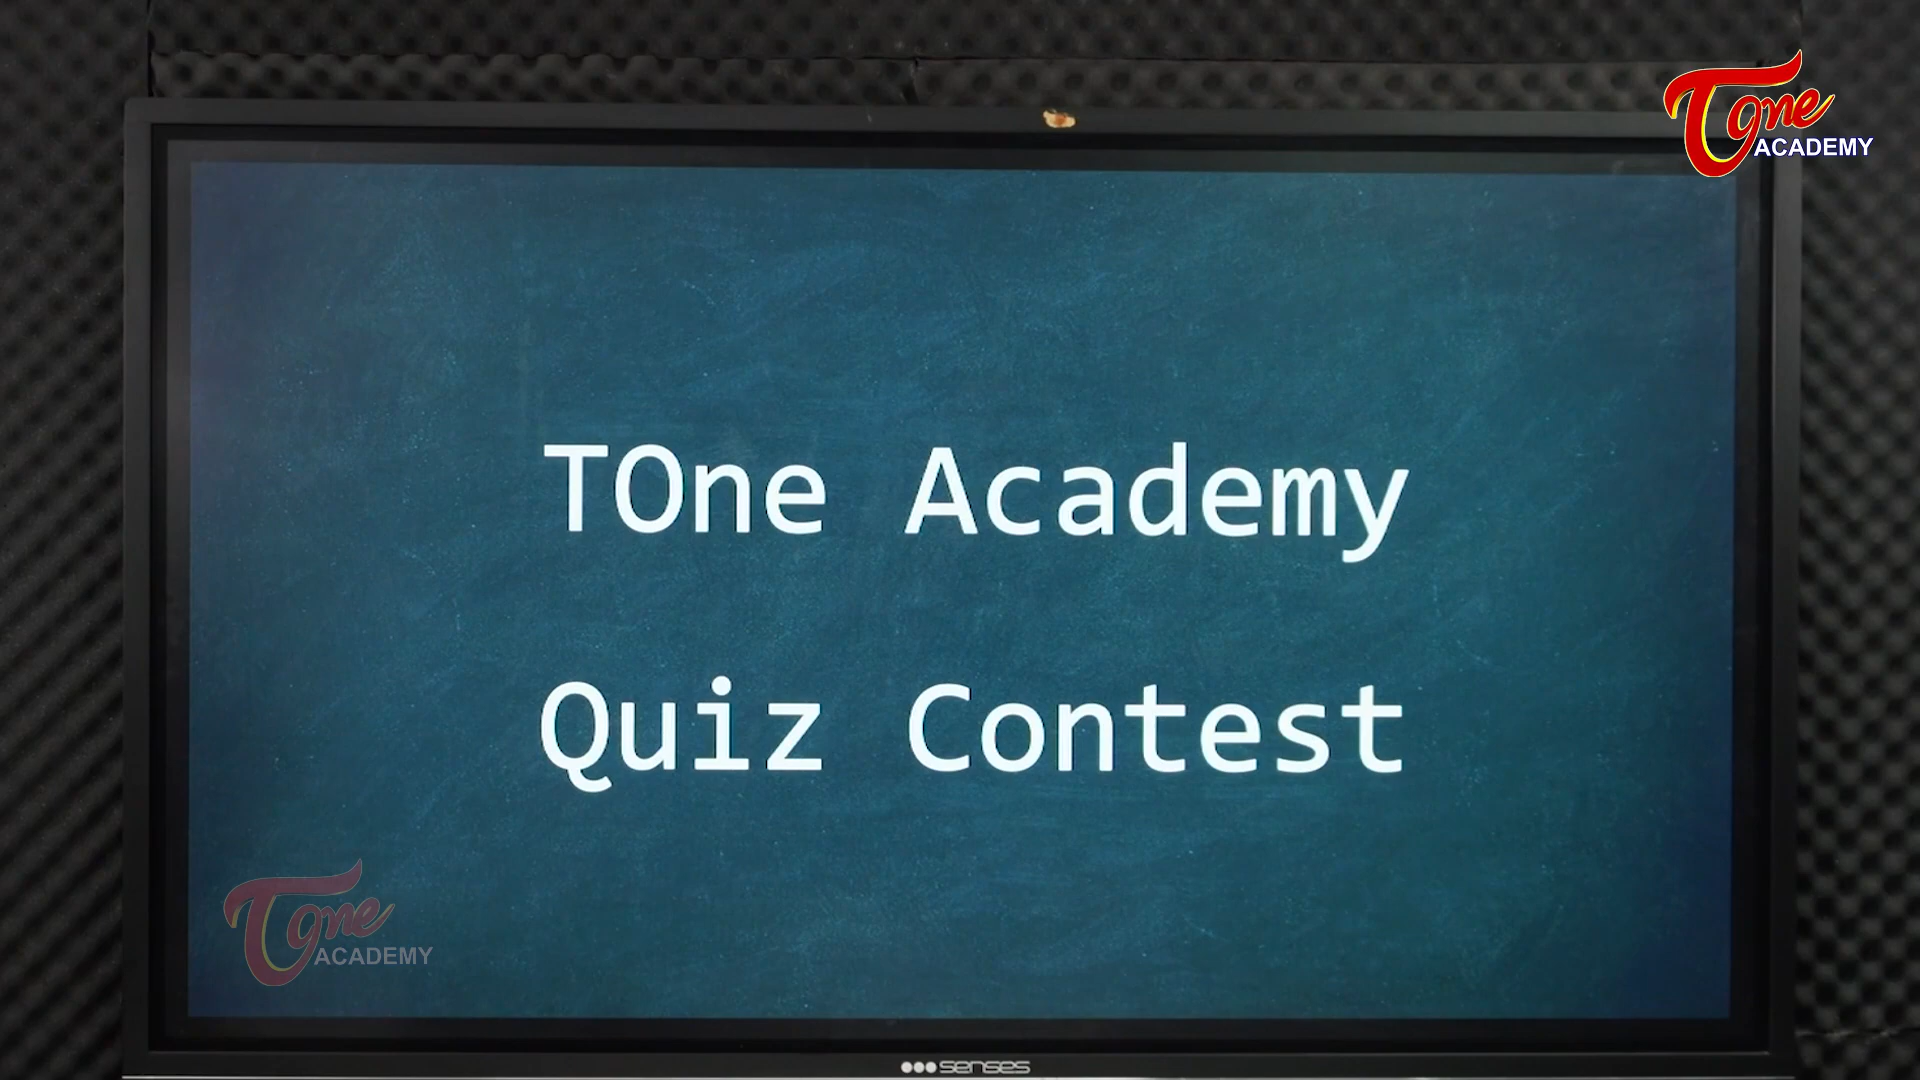 Tone
ACADEMY
TOne Academy
Quiz Contest
Tone
ACADEMY
senses